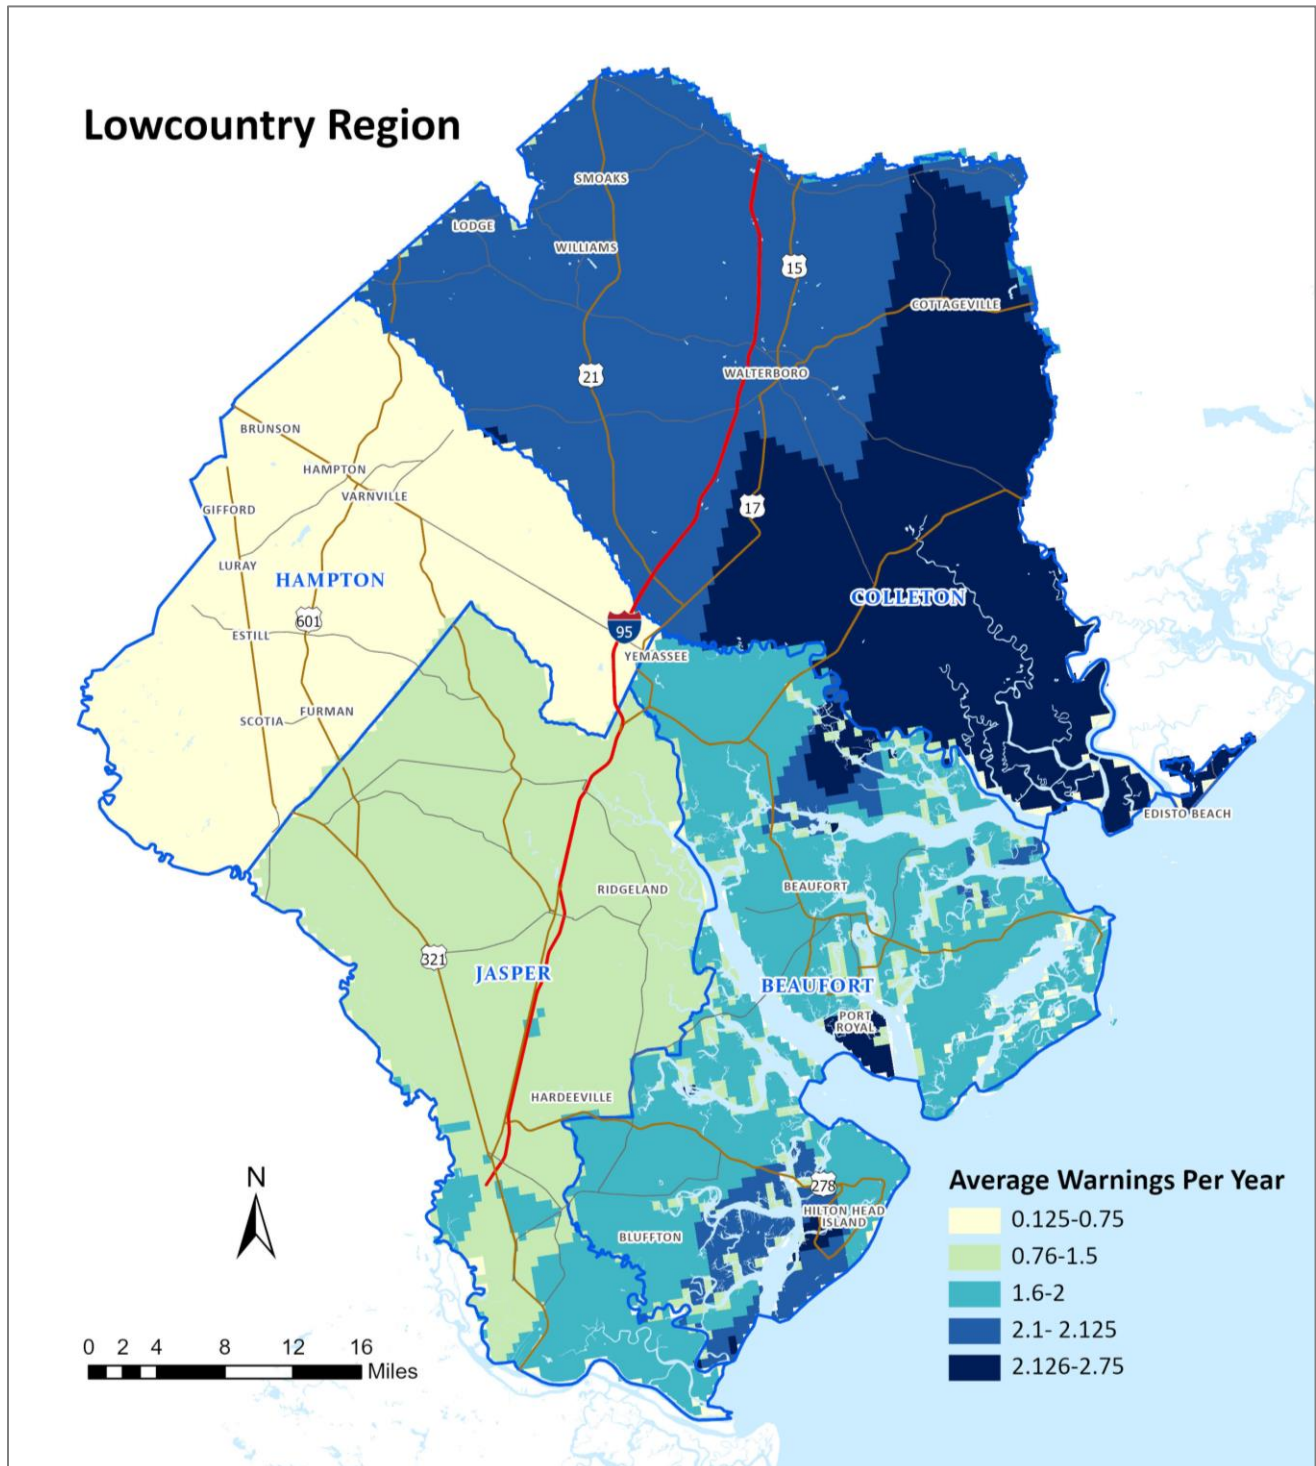 Lowcountry Region
SMOAKS
LODGE
WILLIAMS
15
COTTAGEVILLE
21
WALTERBORO
BRUNSON
HAMPTON
VARNVILLE
GIFFORD
17
LURAY
HAMPTON
COLLETON
601
95
ESTILL
YEMASSEE
SCOTIA
FURMAN
EDISTO BEACH
RIDGELAND
BEAUFORT
321
JASPER
BEAUFORT
PORT
ROYAL
HARDEEVILLE
N
278
HILTON HEAD
ISLAND
BLUFFTON
Average Warnings Per Year
0.125-0.75
0.76-1.5
1.6-2
2.1- 2.125
2.126-2.75
0 2 4 8 12 16
Miles